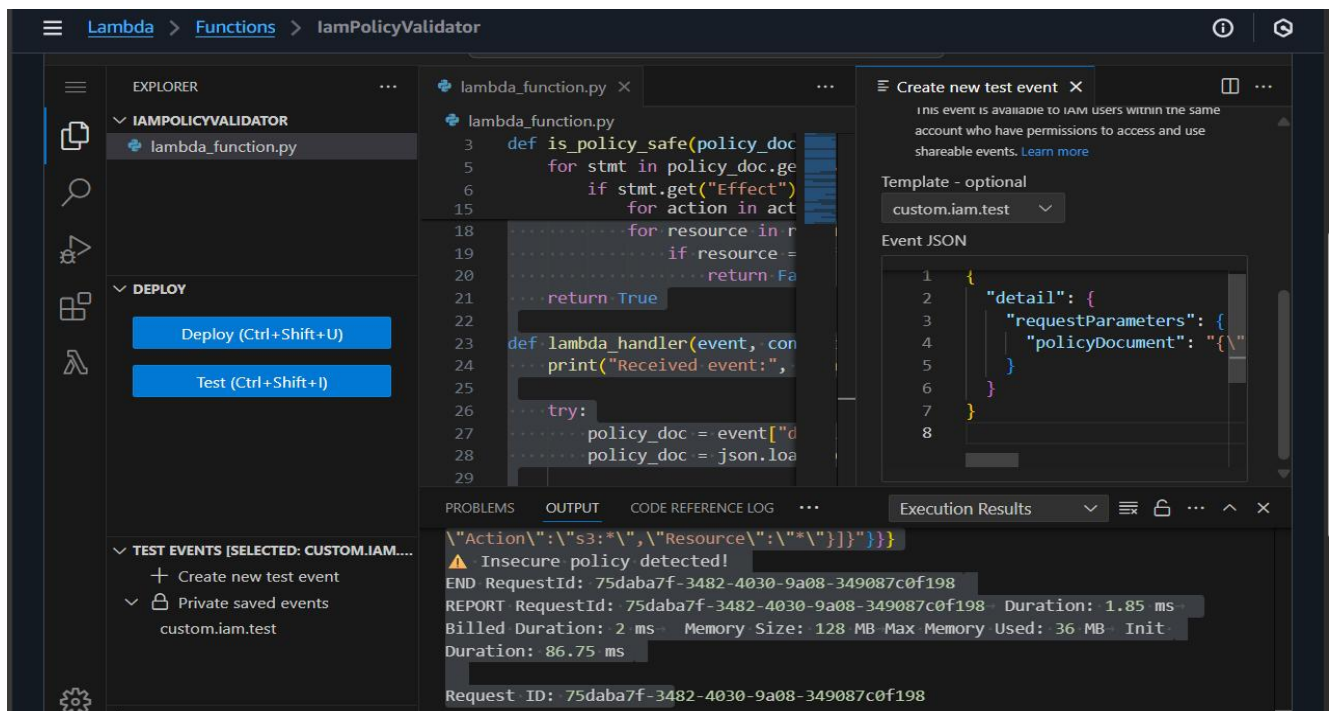 Lambda > Functions > IamPolicyValidator
EXPLORER
IAMPOLICYVALIDATOR
lambda_function.py
DEPLOY
Deploy (Ctrl+Shift+U)
Test (Ctrl+Shift+I)
TEST EVENTS [SELECTED: CUSTOM.IAM....
+ Create new test event
Private saved events
custom.iam.test
lambda_function.py
lambda_function.py
3 def is_policy_safe(policy_doc
5 for stmt in policy_doc.ge
6 if stmt.get("Effect")
15 for action in act
18 for resource in r
19 if resource =
20 return Fa
21 return True
22
23 def lambda_handler(event, con
24 print("Received event:",
25
26 try:
27 policy_doc = event["d
28 policy_doc = json.loa
29
Create new test event
This event is available to IAM users within the same
account who have permissions to access and use
shareable events. Learn more
Template - optional
custom.iam.test
Event JSON
1 {
2 "detail": {
3 "requestParameters": {
4 "policyDocument": "{\"
5 }
6 }
7 }
8
PROBLEMS OUTPUT CODE REFERENCE LOG ... Execution Results
\"Action\":\"s3:*\",\"Resource\":\"*\"}]}"}}}
⚠ Insecure policy detected!
END RequestId: 75daba7f-3482-4030-9a08-349087c0f198
REPORT RequestId: 75daba7f-3482-4030-9a08-349087c0f198 Duration: 1.85 ms
Billed Duration: 2 ms Memory Size: 128 MB Max Memory Used: 36 MB Init
Duration: 86.75 ms
Request ID: 75daba7f-3482-4030-9a08-349087c0f198